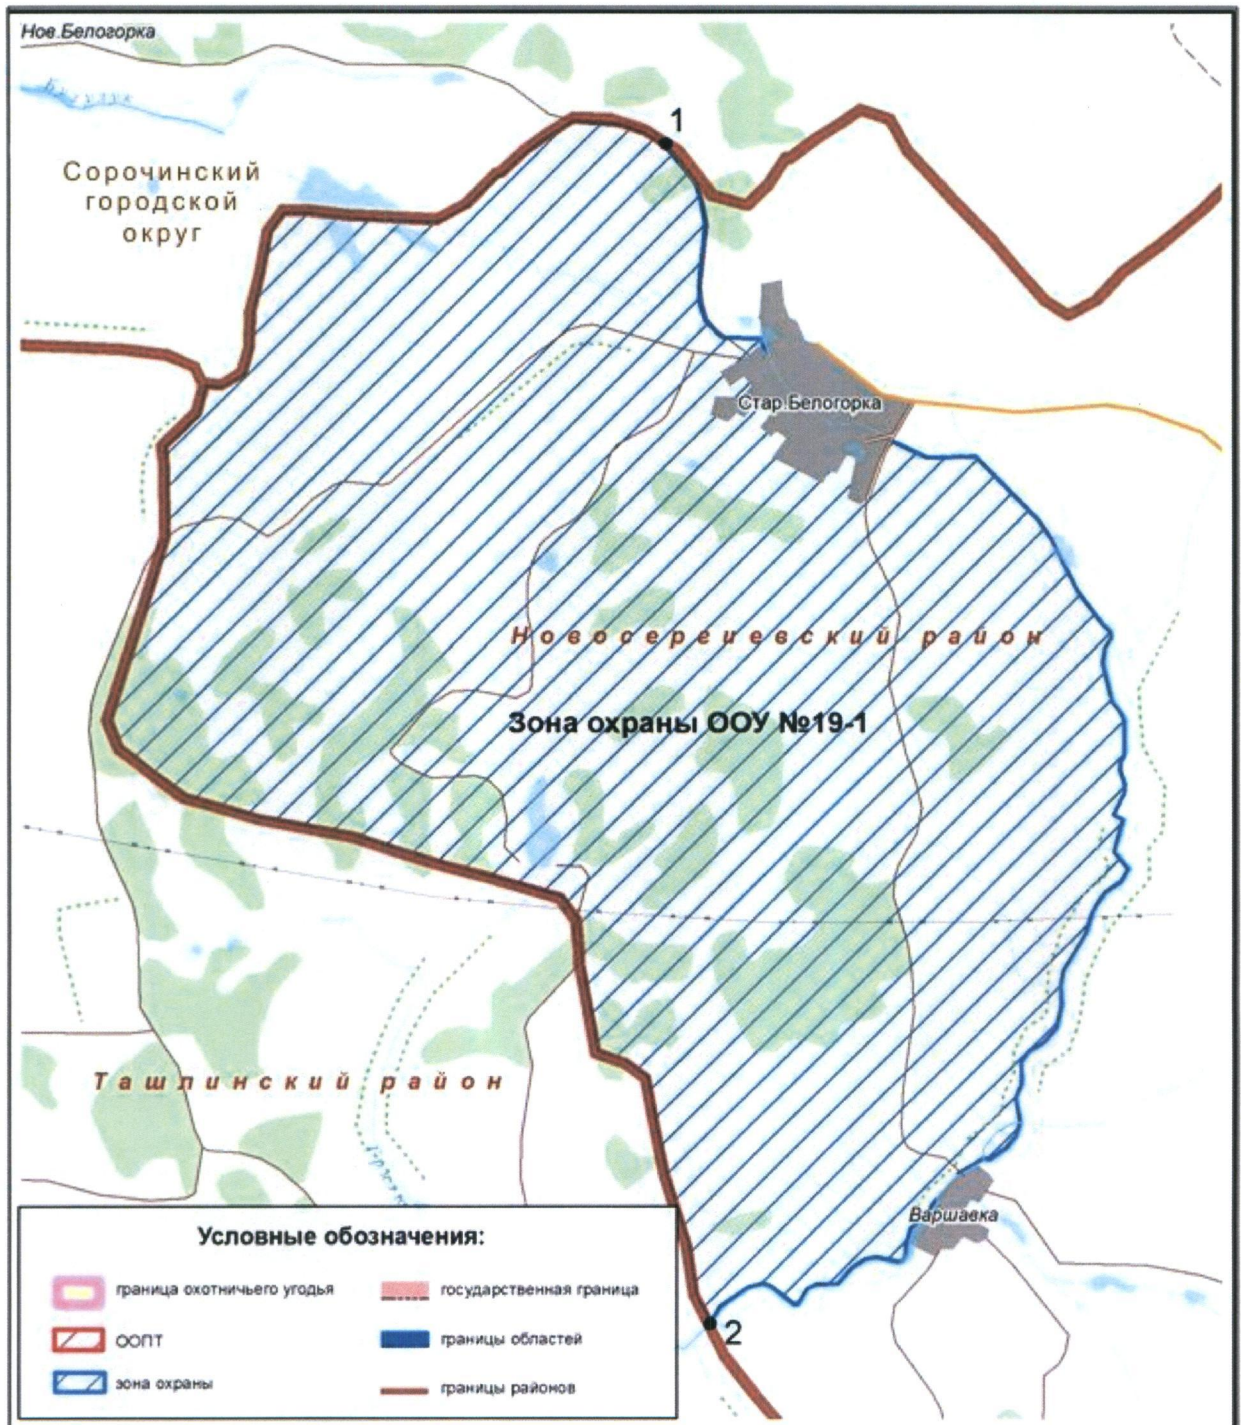 Нов.Белогорка
1
Сорочинский
городской
округ
Стар.Белогорка
Новосергиевский район
Зона охраны ООУ №19-1
Ташлинский район
Варшавка
2
Условные обозначения:
граница охотничьего угодья
ООПТ
зона охраны
государственная граница
границы областей
границы районов